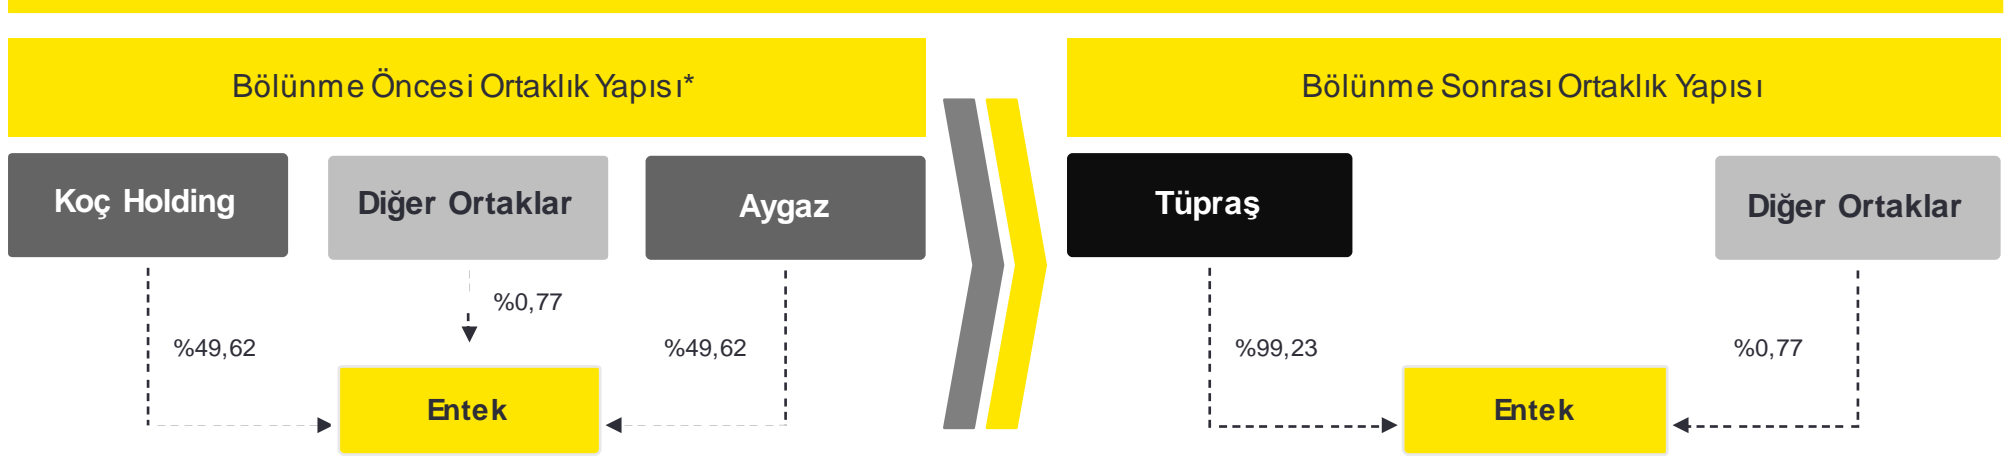 Bölünme Öncesi Ortaklık Yapısı*
Koç Holding
Diğer Ortaklar
Aygaz
%0,77
%49,62
%49,62
Entek
Bölünme Sonrası Ortaklık Yapısı
Tüpraş
Diğer Ortaklar
%99,23
%0,77
Entek